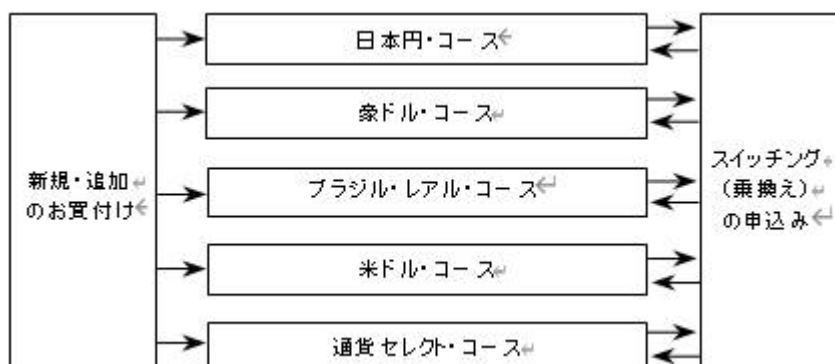 新規・追加
のお買付け
日本円・コース
豪ドル・コース
ブラジル・レアル・コース
米ドル・コース
通貨セレクト・コース
スイッチング
(乗換え)
の申込み